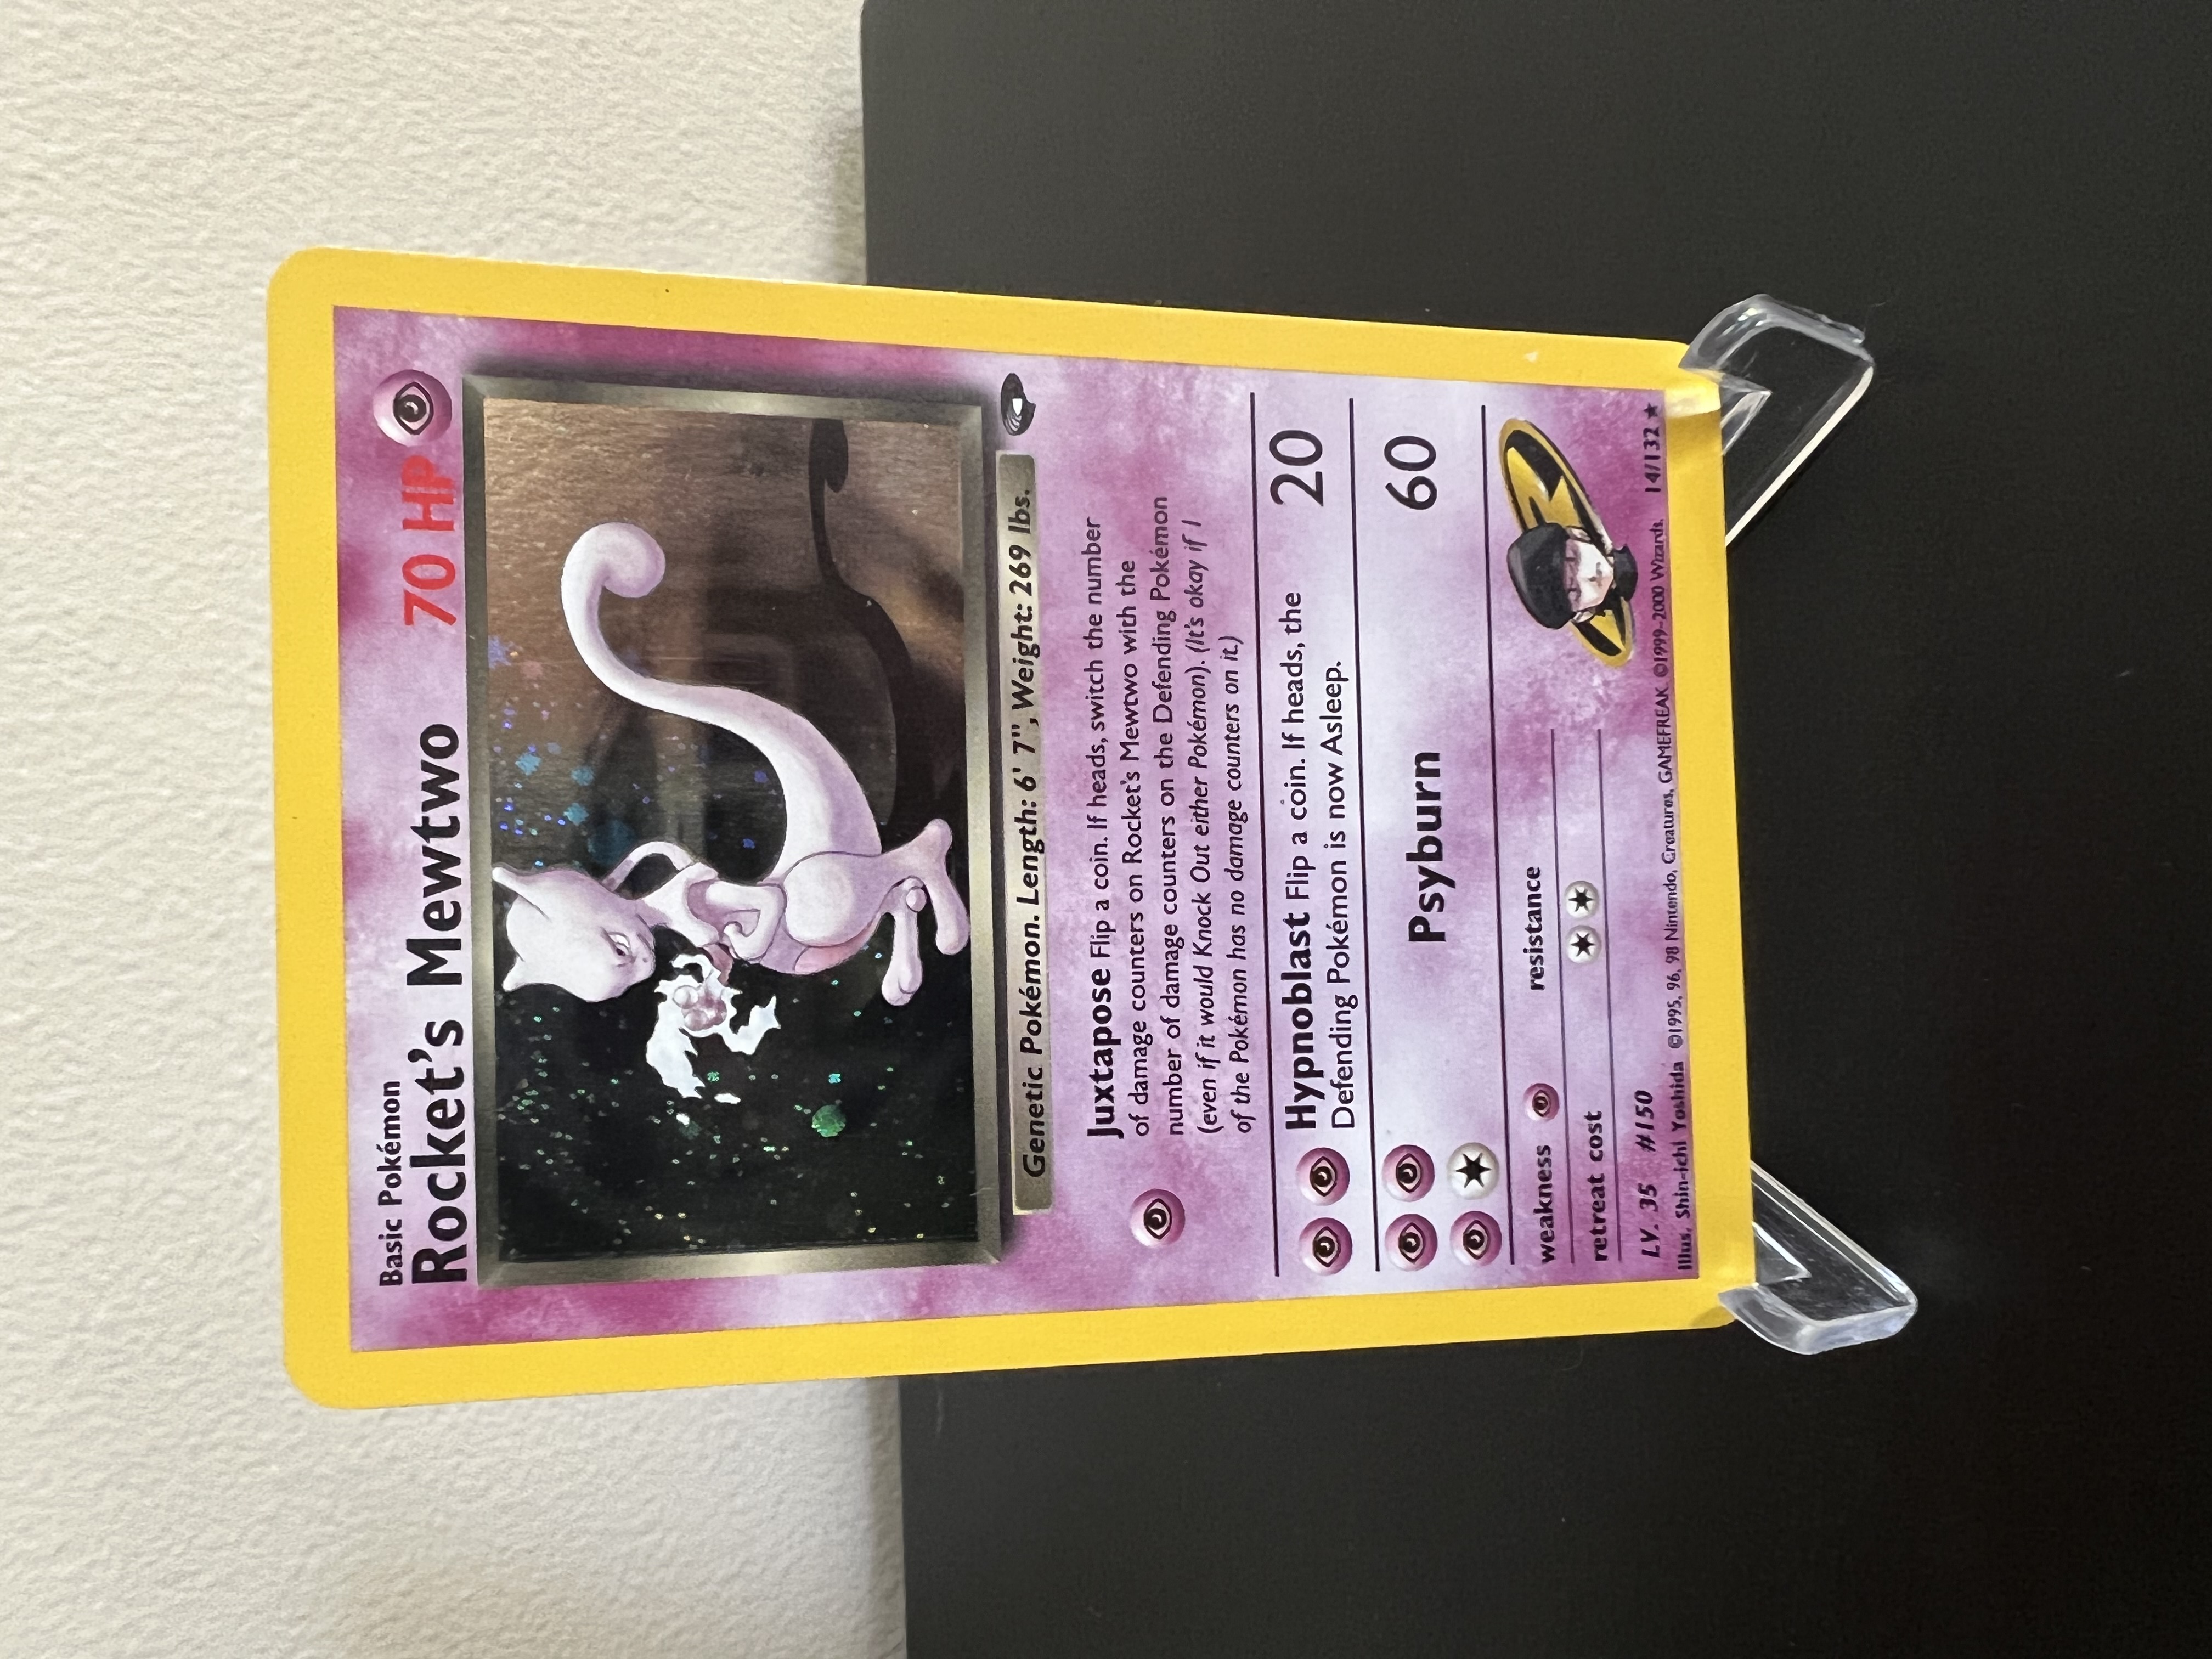 Basic Pokémon
Rocket's Mewtwo 70 HP
Genetic Pokémon. Length: 6' 7", Weight: 269 lbs.
Juxtapose Flip a coin. If heads, switch the number
of damage counters on Rocket's Mewtwo with the
number of damage counters on the Defending Pokémon
(even if it would Knock Out either Pokémon). (It's okay if 1
of the Pokémon has no damage counters on it.)
Hypnoblast Flip a coin. If heads, the 20
Defending Pokémon is now Asleep.
Psyburn 60
weakness resistance
retreat cost
LV. 35 #150
Illus. Shin-ichi Yoshida ©1995, 96, 98 Nintendo, Creatures, GAMEFREAK. ©1999-2000 Wizards. 14/132 ★